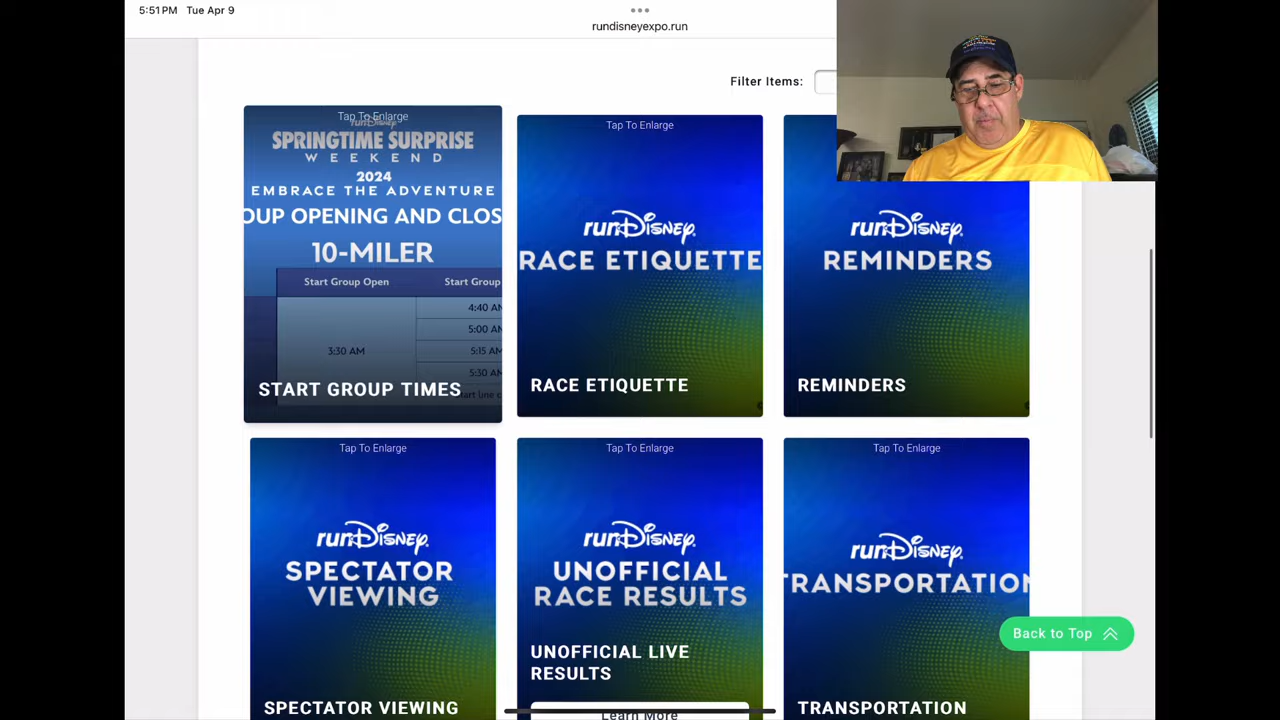 5:51 PM Tue Apr 9
rundisneyexpo.run
Filter Items:
Tap To Enlarge
runDisney
SPRINGTIME SURPRISE
WEEKEND
2024
EMBRACE THE ADVENTURE
OUP OPENING AND CLOS
10-MILER
Start Group Open
Start Group
4:40 AM
5:00 AM
3:30 AM
5:15 AM
5:30 AM
START GROUP TIMES
Tap To Enlarge
runDisney
RACE ETIQUETTE
RACE ETIQUETTE
runDisney
REMINDERS
REMINDERS
Tap To Enlarge
runDisney
SPECTATOR
VIEWING
SPECTATOR VIEWING
Tap To Enlarge
runDisney
UNOFFICIAL
RACE RESULTS
UNOFFICIAL LIVE
RESULTS
Learn More
Tap To Enlarge
runDisney
TRANSPORTATION
TRANSPORTATION
Back to Top